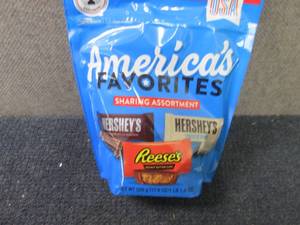 USA
America's
FAVORITES
SHARING ASSORTMENT
HERSHEY'S
HERSHEY'S
Reese's